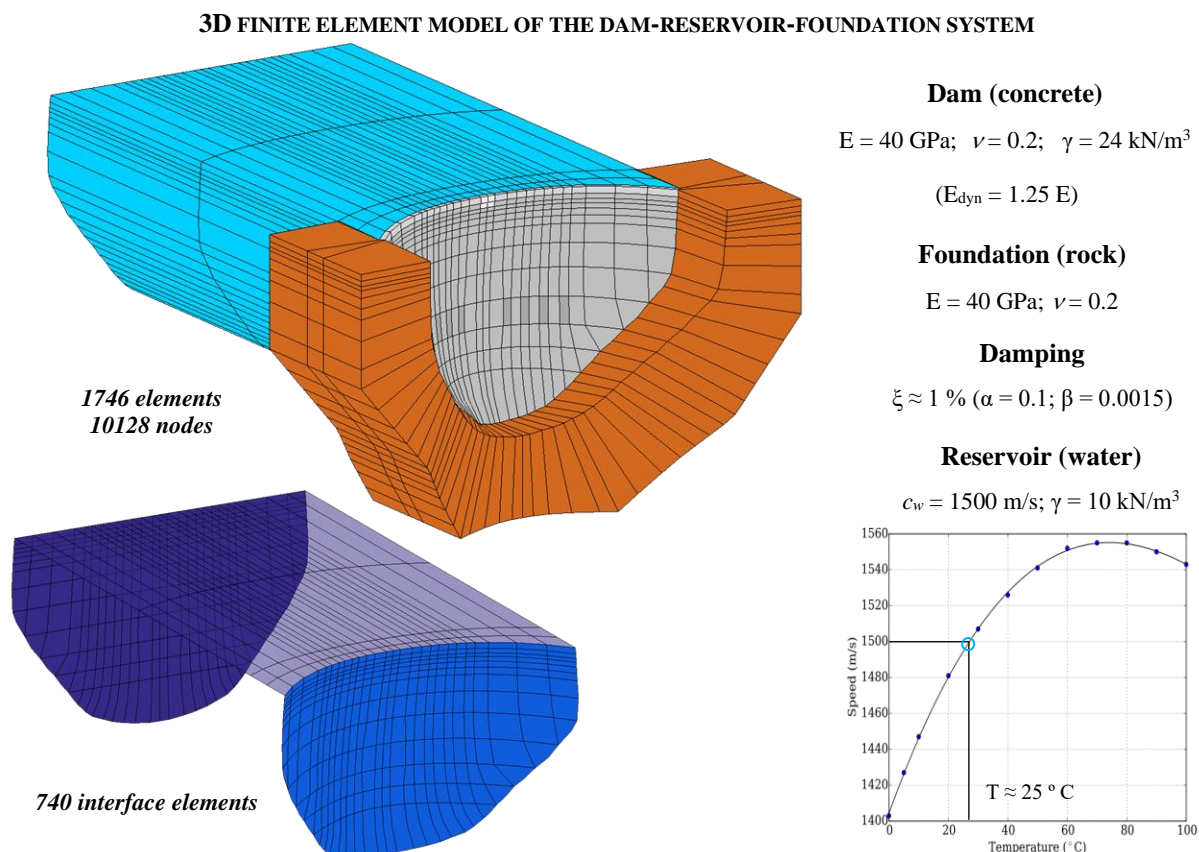 3D FINITE ELEMENT MODEL OF THE DAM-RESERVOIR-FOUNDATION SYSTEM
Dam (concrete)
E = 40 GPa; ν = 0.2; γ = 24 kN/m³
(Edyn = 1.25 E)
Foundation (rock)
E = 40 GPa; ν = 0.2
Damping
ξ ≈ 1 % (α = 0.1; β = 0.0015)
Reservoir (water)
cw = 1500 m/s; γ = 10 kN/m³
1746 elements
10128 nodes
740 interface elements
1560
1540
1520
1500
1480
1460
1440
1420
1400
Speed (m/s)
T ≈ 25 º C
0 20 40 60 80 100
Temperature (°C)